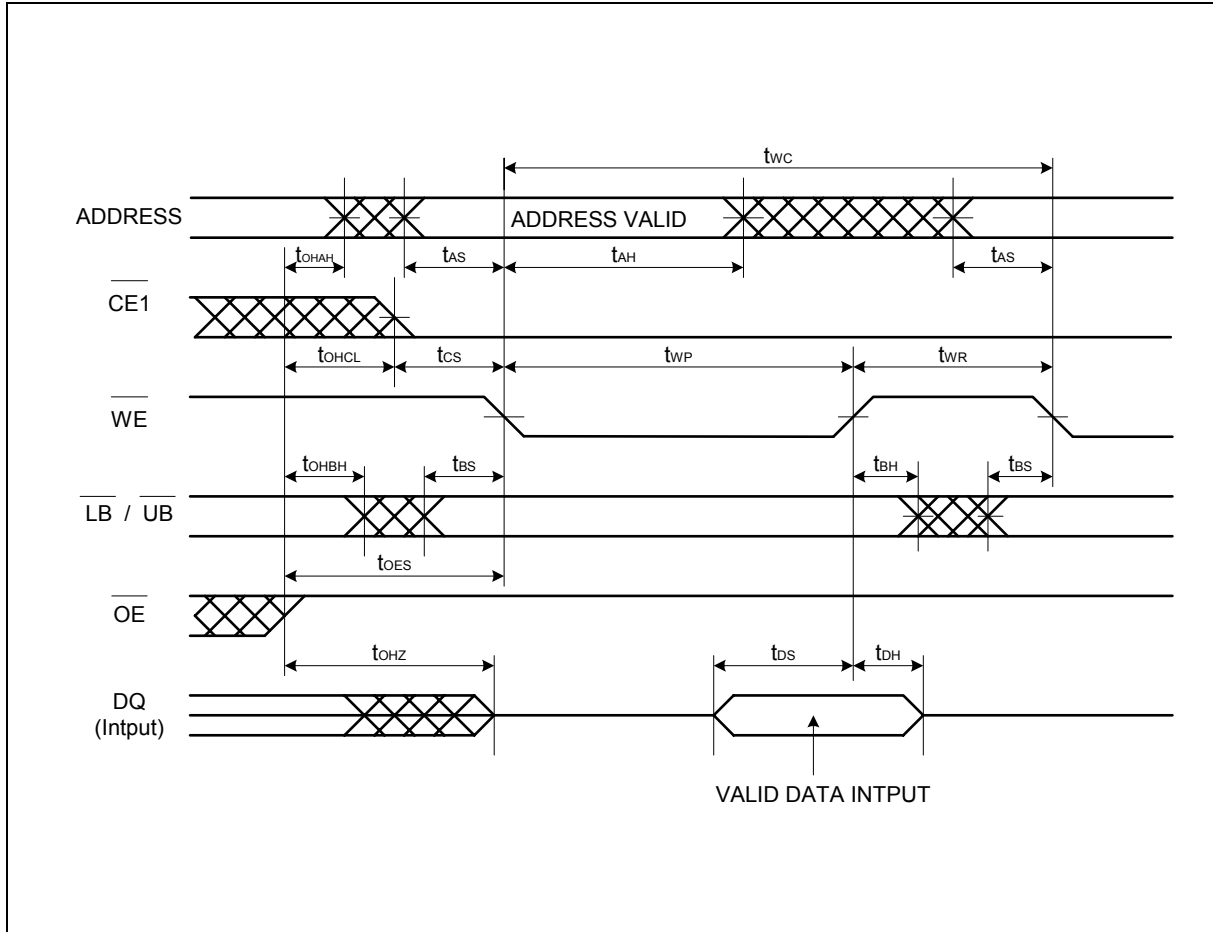 tWC
ADDRESS
ADDRESS VALID
tOHAH
tAS
tAH
tAS
CE1
tOHCL
tCS
tWP
tWR
WE
tOHBH
tBS
tBH
tBS
LB / UB
tOES
OE
tOHZ
tDS
tDH
DQ
(Intput)
VALID DATA INTPUT